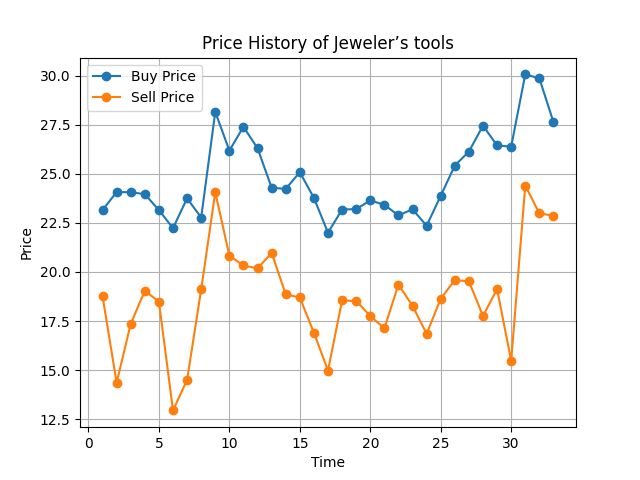 Price History of Jeweler’s tools
Buy Price
Sell Price
Price
30.0
27.5
25.0
22.5
20.0
17.5
15.0
12.5
0 5 10 15 20 25 30
Time